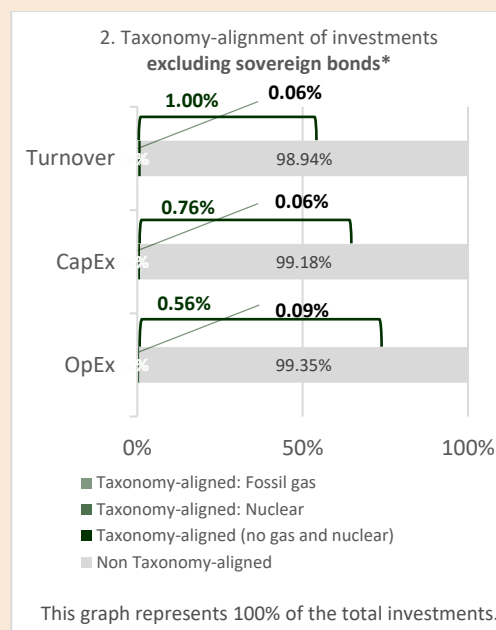 2. Taxonomy-alignment of investments
excluding sovereign bonds*
1.00% 0.06%
Turnover % 98.94%
0.76% 0.06%
CapEx % 99.18%
0.56% 0.09%
OpEx % 99.35%
0% 50% 100%
Taxonomy-aligned: Fossil gas
Taxonomy-aligned: Nuclear
Taxonomy-aligned (no gas and nuclear)
Non Taxonomy-aligned
This graph represents 100% of the total investments.